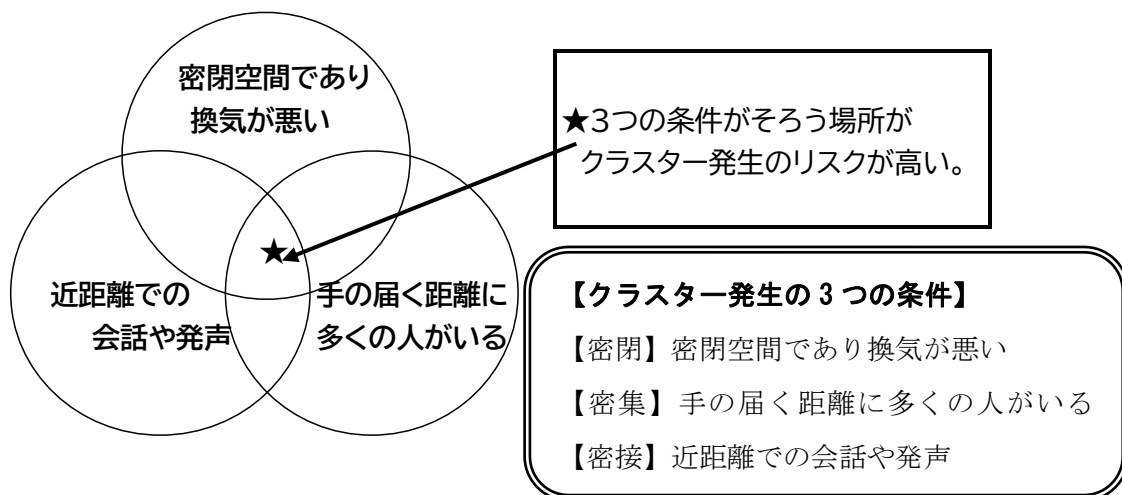 密閉空間であり
換気が悪い
★3つの条件がそろう場所が
クラスター発生のリスクが高い。
★
近距離での
会話や発声
手の届く距離に
多くの人がいる
【クラスター発生の3つの条件】
【密閉】密閉空間であり換気が悪い
【密集】手の届く距離に多くの人がいる
【密接】近距離での会話や発声